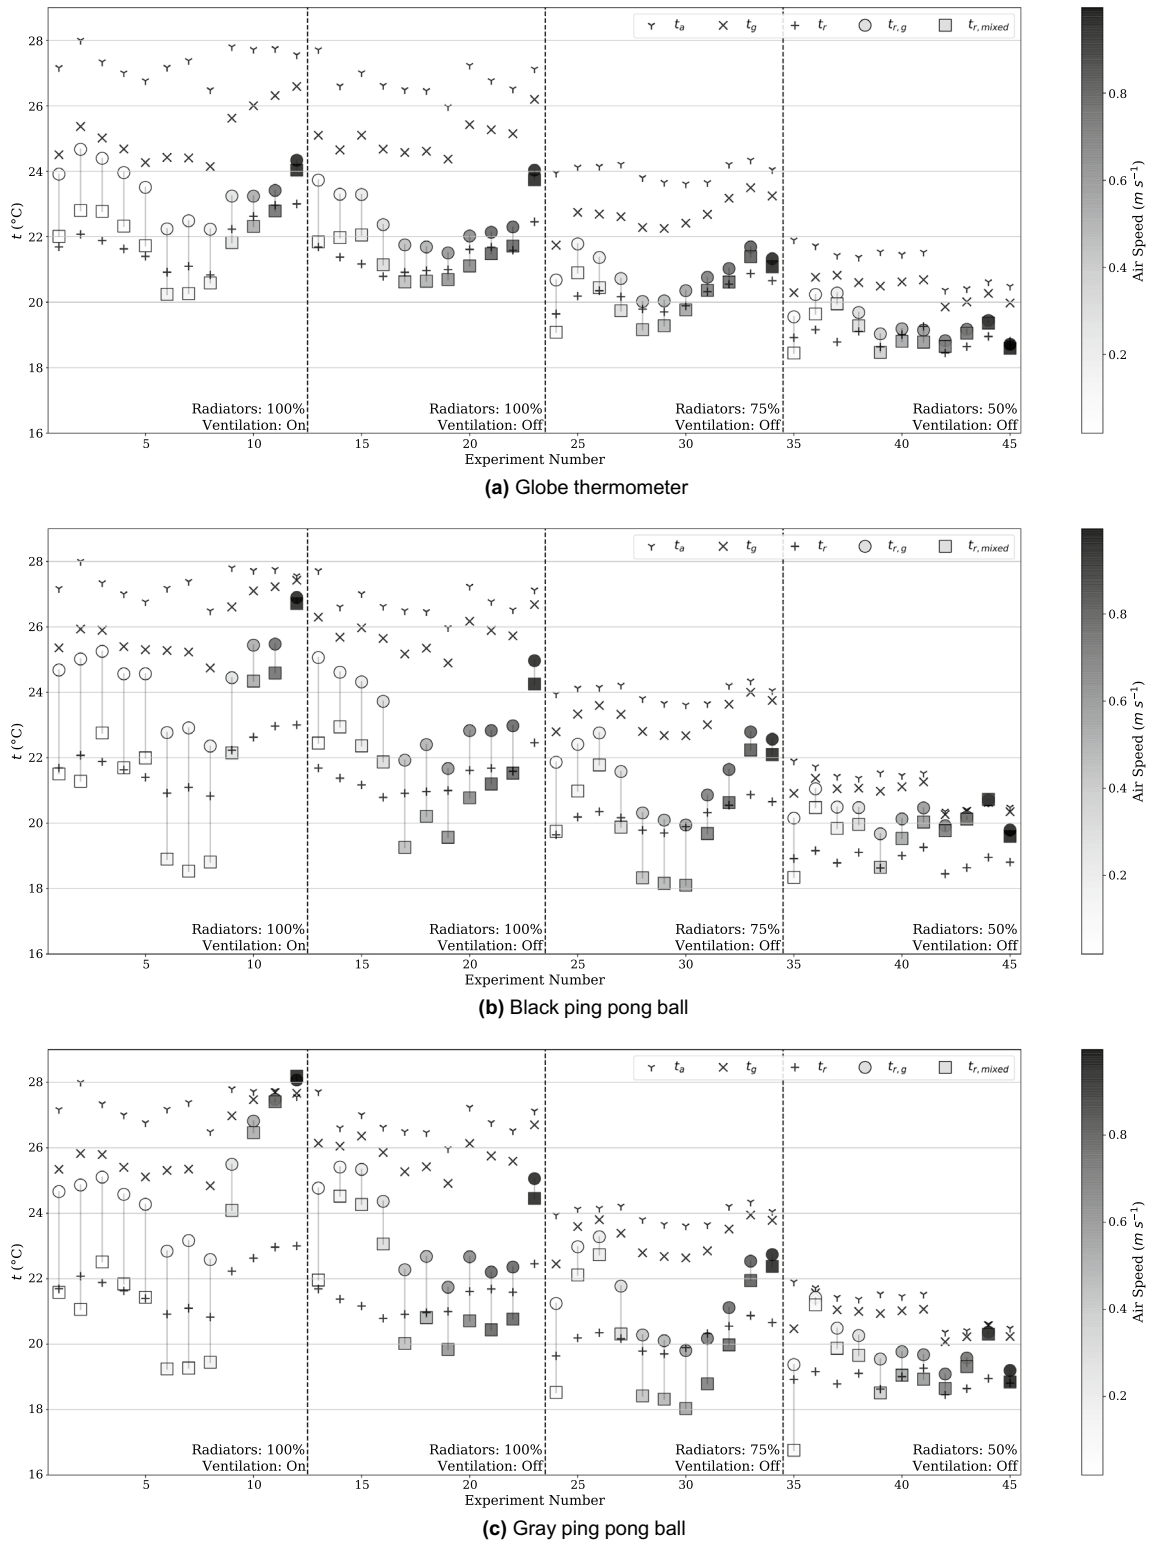 28
26
24
22
20
18
16
t (°C)
t_a t_g t_r t_{r,g} t_{r,mixed}
Radiators: 100%
Ventilation: On
Radiators: 100%
Ventilation: Off
Radiators: 75%
Ventilation: Off
Radiators: 50%
Ventilation: Off
5 10 15 20 25 30 35 40 45
Experiment Number
0.8
0.6
0.4
0.2
Air Speed (m s⁻¹)
(a) Globe thermometer
28
26
24
22
20
18
16
t (°C)
t_a t_g t_r t_{r,g} t_{r,mixed}
Radiators: 100%
Ventilation: On
Radiators: 100%
Ventilation: Off
Radiators: 75%
Ventilation: Off
Radiators: 50%
Ventilation: Off
5 10 15 20 25 30 35 40 45
Experiment Number
0.8
0.6
0.4
0.2
Air Speed (m s⁻¹)
(b) Black ping pong ball
28
26
24
22
20
18
16
t (°C)
t_a t_g t_r t_{r,g} t_{r,mixed}
Radiators: 100%
Ventilation: On
Radiators: 100%
Ventilation: Off
Radiators: 75%
Ventilation: Off
Radiators: 50%
Ventilation: Off
5 10 15 20 25 30 35 40 45
Experiment Number
0.8
0.6
0.4
0.2
Air Speed (m s⁻¹)
(c) Gray ping pong ball